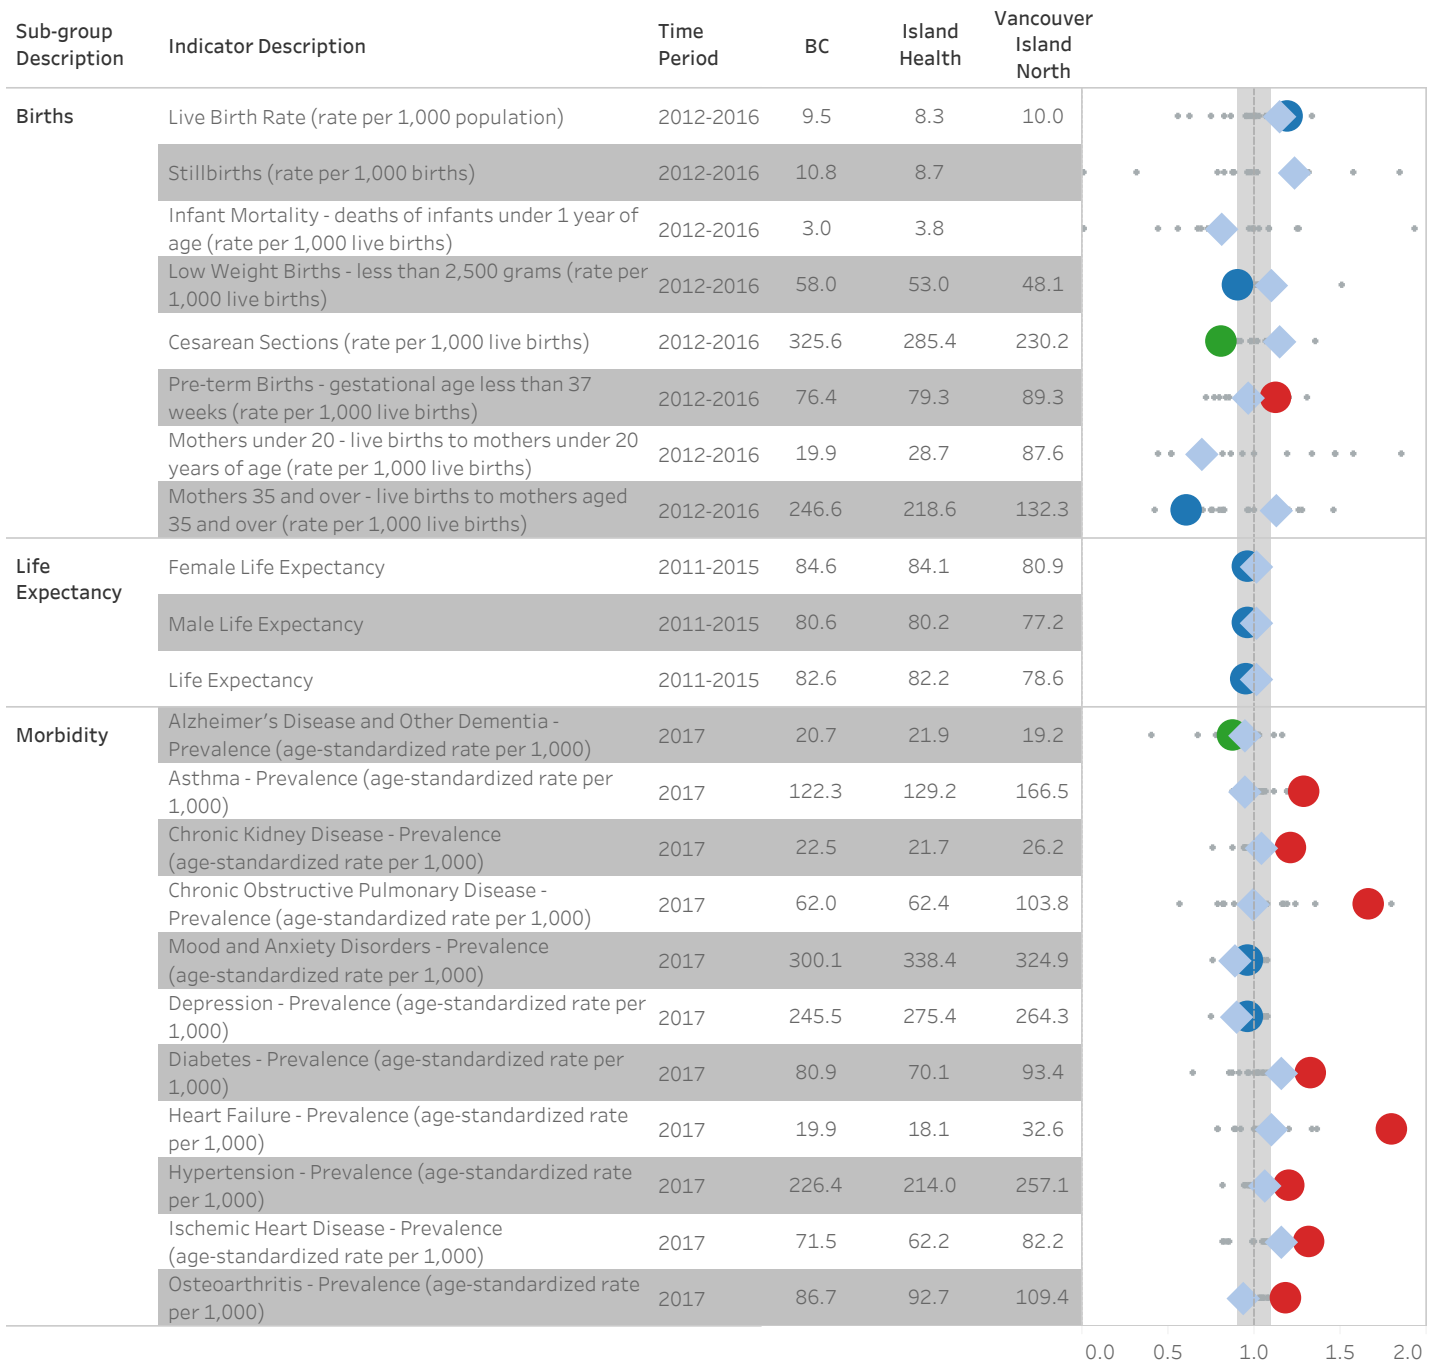 Sub-group Description
Indicator Description
Time Period
BC
Island Health
Vancouver Island North
Births
Live Birth Rate (rate per 1,000 population) 2012-2016 9.5 8.3 10.0
Stillbirths (rate per 1,000 births) 2012-2016 10.8 8.7
Infant Mortality - deaths of infants under 1 year of
age (rate per 1,000 live births) 2012-2016 3.0 3.8
Low Weight Births - less than 2,500 grams (rate per
1,000 live births) 2012-2016 58.0 53.0 48.1
Cesarean Sections (rate per 1,000 live births) 2012-2016 325.6 285.4 230.2
Pre-term Births - gestational age less than 37
weeks (rate per 1,000 live births) 2012-2016 76.4 79.3 89.3
Mothers under 20 - live births to mothers under 20
years of age (rate per 1,000 live births) 2012-2016 19.9 28.7 87.6
Mothers 35 and over - live births to mothers aged
35 and over (rate per 1,000 live births) 2012-2016 246.6 218.6 132.3
Life
Expectancy
Female Life Expectancy 2011-2015 84.6 84.1 80.9
Male Life Expectancy 2011-2015 80.6 80.2 77.2
Life Expectancy 2011-2015 82.6 82.2 78.6
Morbidity
Alzheimer's Disease and Other Dementia -
Prevalence (age-standardized rate per 1,000) 2017 20.7 21.9 19.2
Asthma - Prevalence (age-standardized rate per
1,000) 2017 122.3 129.2 166.5
Chronic Kidney Disease - Prevalence
(age-standardized rate per 1,000) 2017 22.5 21.7 26.2
Chronic Obstructive Pulmonary Disease -
Prevalence (age-standardized rate per 1,000) 2017 62.0 62.4 103.8
Mood and Anxiety Disorders - Prevalence
(age-standardized rate per 1,000) 2017 300.1 338.4 324.9
Depression - Prevalence (age-standardized rate per
1,000) 2017 245.5 275.4 264.3
Diabetes - Prevalence (age-standardized rate per
1,000) 2017 80.9 70.1 93.4
Heart Failure - Prevalence (age-standardized rate
per 1,000) 2017 19.9 18.1 32.6
Hypertension - Prevalence (age-standardized rate
per 1,000) 2017 226.4 214.0 257.1
Ischemic Heart Disease - Prevalence
(age-standardized rate per 1,000) 2017 71.5 62.2 82.2
Osteoarthritis - Prevalence (age-standardized rate
per 1,000) 2017 86.7 92.7 109.4
0.0 0.5 1.0 1.5 2.0